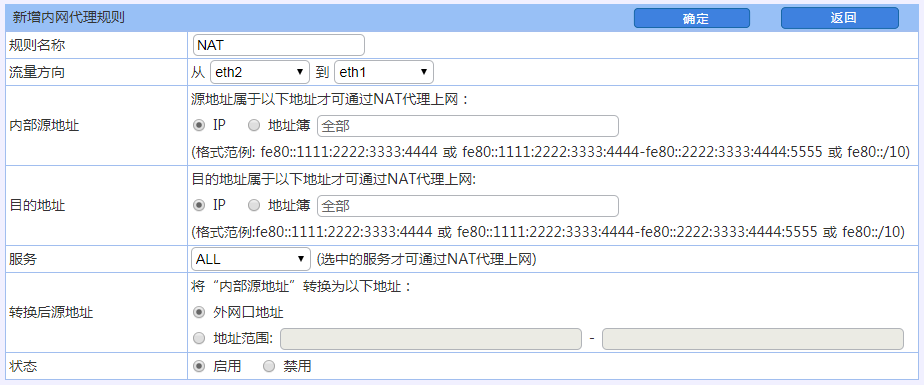 新增内网代理规则 确定 返回
规则名称 NAT
流量方向 从 eth2 到 eth1
源地址属于以下地址才可通过NAT代理上网：
内部源地址 IP 地址簿 全部
(格式范例: fe80::1111:2222:3333:4444 或 fe80::1111:2222:3333:4444-fe80::2222:3333:4444:5555 或 fe80::/10)
目的地址属于以下地址才可通过NAT代理上网:
目的地址 IP 地址簿 全部
(格式范例:fe80::1111:2222:3333:4444 或 fe80::1111:2222:3333:4444-fe80::2222:3333:4444:5555 或 fe80::/10)
服务 ALL (选中的服务才可通过NAT代理上网)
将“内部源地址”转换为以下地址：
转换后源地址 外网口地址
地址范围: -
状态 启用 禁用